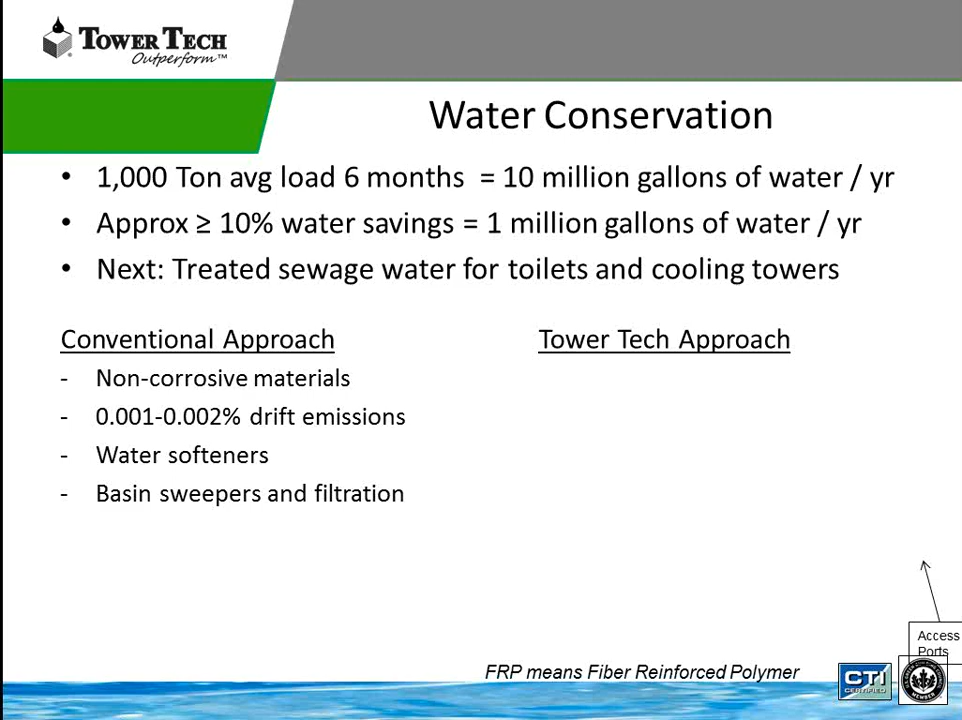 TOWER TECH
Outperform™
Water Conservation
• 1,000 Ton avg load 6 months = 10 million gallons of water / yr
• Approx ≥ 10% water savings = 1 million gallons of water / yr
• Next: Treated sewage water for toilets and cooling towers
Conventional Approach
- Non-corrosive materials
- 0.001-0.002% drift emissions
- Water softeners
- Basin sweepers and filtration
Tower Tech Approach
Access
Ports
FRP means Fiber Reinforced Polymer
CTI
CERTIFIED
MEMBER